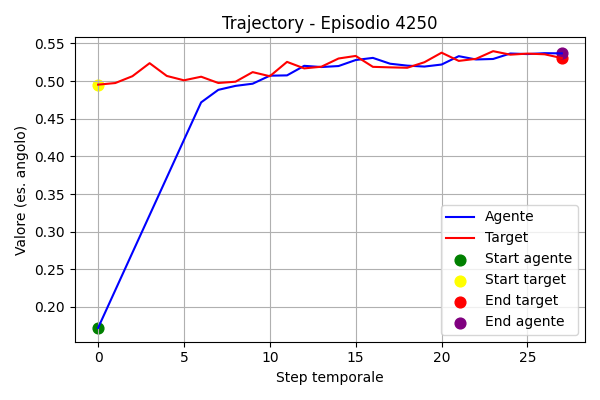 Trajectory - Episodio 4250
Valore (es. angolo)
0.55
0.50
0.45
0.40
0.35
0.30
0.25
0.20
Agente
Target
Start agente
Start target
End target
End agente
0 5 10 15 20 25
Step temporale